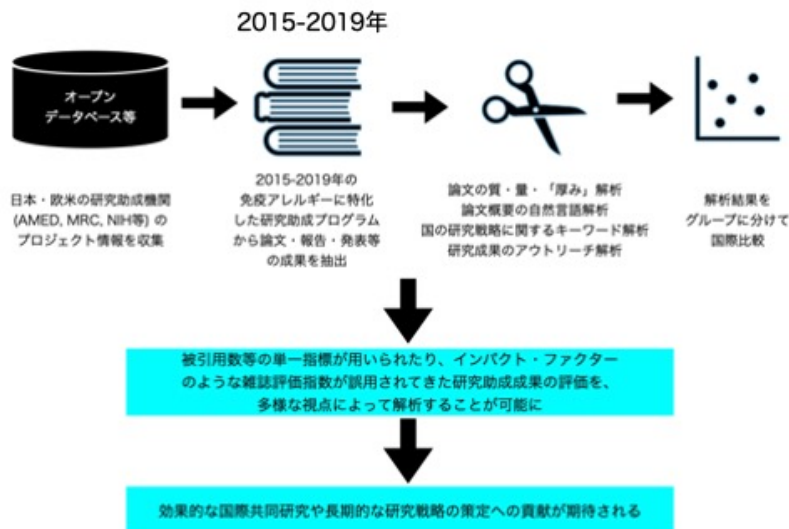 2015-2019年
オープン
データベース等
日本・欧米の研究助成機関
(AMED, MRC, NIH等) の
プロジェクト情報を収集
2015-2019年の
免疫アレルギーに特化
した研究助成プログラム
から論文・報告・発表等
の成果を抽出
論文の質・量・「厚み」解析
論文概要の自然言語解析
国の研究戦略に関するキーワード解析
研究成果のアウトリーチ解析
解析結果を
グループに分けて
国際比較
被引用数等の単一指標が用いられたり、インパクト・ファクター
のような雑誌評価指数が誤用されてきた研究助成成果の評価を、
多様な視点によって解析することが可能に
効果的な国際共同研究や長期的な研究戦略の策定への貢献が期待される